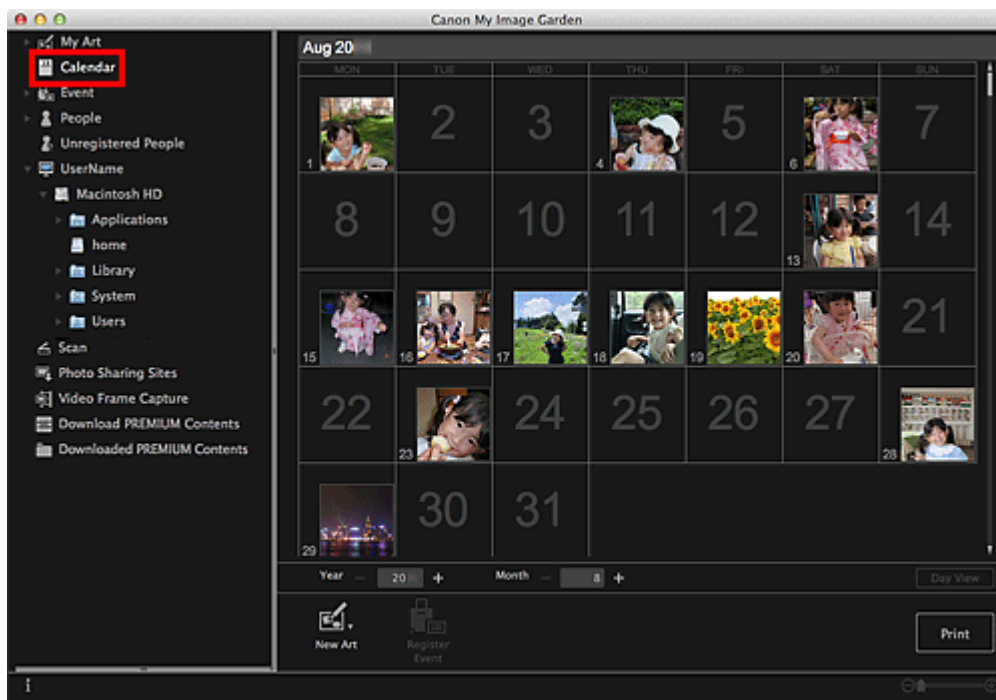 Canon My Image Garden
My Art
Calendar
Event
People
Unregistered People
UserName
Macintosh HD
Applications
home
Library
System
Users
Scan
Photo Sharing Sites
Video Frame Capture
Download PREMIUM Contents
Downloaded PREMIUM Contents
Aug 20
MON TUE WED THU FRI SAT SUN
1 2 3 4 5 6 7
8 9 10 11 12 13 14
15 16 17 18 19 20 21
22 23 24 25 26 27 28
29 30 31
Year - 20 + Month - 8 + Day View
New Art Register Event Print
i